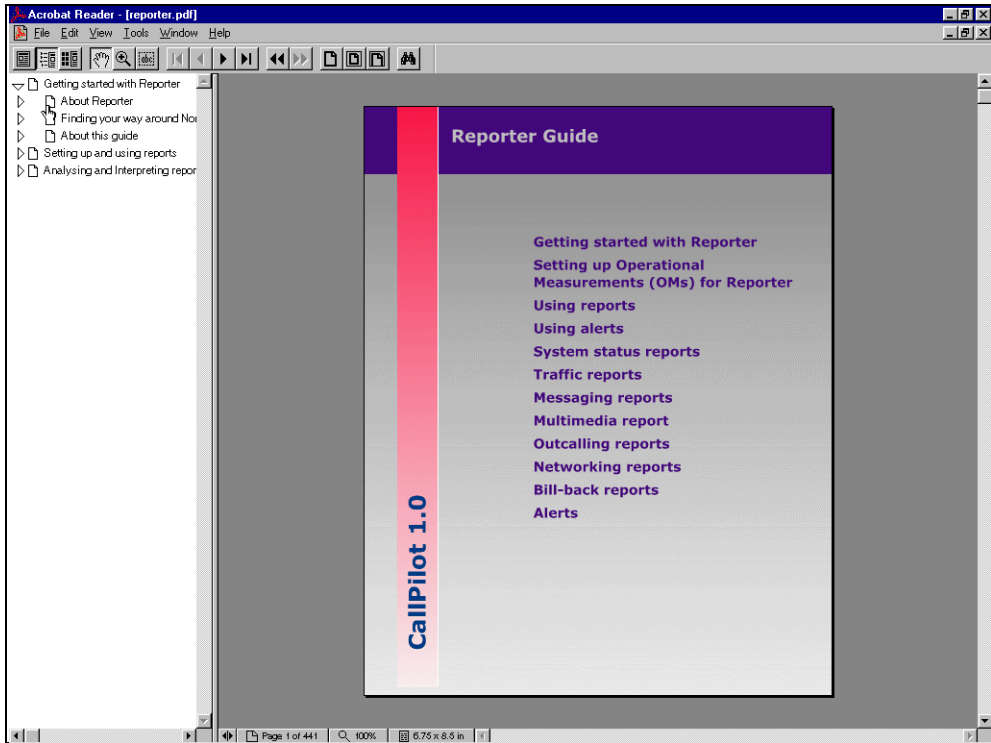 Acrobat Reader - [reporter.pdf]
File Edit View Tools Window Help
abc
Getting started with Reporter
About Reporter
Finding your way around Nor
About this guide
Setting up and using reports
Analysing and Interpreting repor
Reporter Guide
Getting started with Reporter
Setting up Operational
Measurements (OMs) for Reporter
Using reports
Using alerts
System status reports
Traffic reports
Messaging reports
Multimedia report
Outcalling reports
Networking reports
Bill-back reports
Alerts
CallPilot 1.0
Page 1 of 441 100% 6.75 x 8.5 in